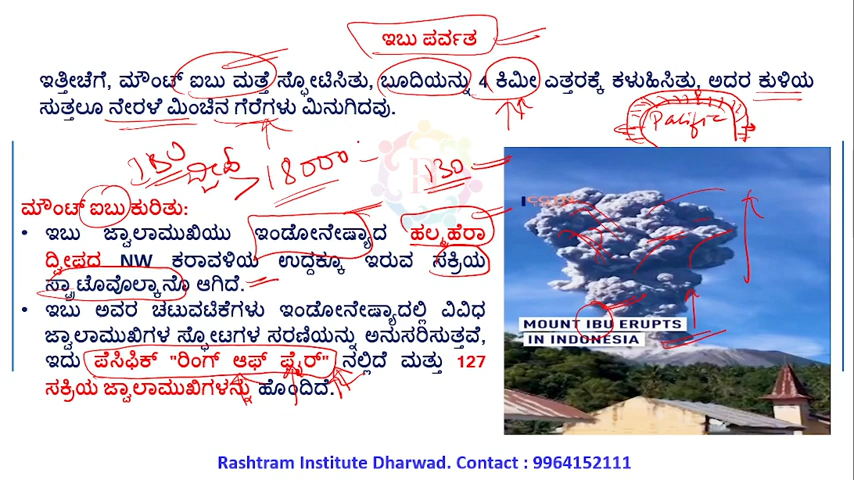 ಇಬು ಪರ್ವತ
ಇತ್ತೀಚೆಗೆ, ಮೌಂಟ್ ಐಬು ಮತ್ತೆ ಸ್ಫೋಟಿಸಿತು, ಬೂದಿಯನ್ನು 4 ಕಿಮೀ ಎತ್ತರಕ್ಕೆ ಕಳುಹಿಸಿತ್ತು, ಅದರ ಕುಳಿಯ
ಸುತ್ತಲೂ ನೇರಳೆ ಮಿಂಚಿನ ಗೆರೆಗಳು ಮಿನುಗಿದವು.
Pacific
IBU ದ್ವೀಪ 18000 130
ಮೌಂಟ್ ಐಬು ಕುರಿತು:
• ಇಬು ಜ್ವಾಲಾಮುಖಿಯು ಇಂಡೋನೇಷ್ಯಾದ ಹಲ್ಮಹೆರಾ
ದ್ವೀಪದ NW ಕರಾವಳಿಯ ಉದ್ದಕ್ಕೂ ಇರುವ ಸಕ್ರಿಯ
ಸ್ಟ್ರಾಟೊವೊಲ್ಕಾನೊ ಆಗಿದೆ.
• ಇಬು ಅವರ ಚಟುವಟಿಕೆಗಳು ಇಂಡೋನೇಷ್ಯಾದಲ್ಲಿ ವಿವಿಧ
ಜ್ವಾಲಾಮುಖಿಗಳ ಸ್ಫೋಟಗಳ ಸರಣಿಯನ್ನು ಅನುಸರಿಸುತ್ತವೆ,
ಇದು ಪೆಸಿಫಿಕ್ "ರಿಂಗ್ ಆಫ್ ಫೈರ್" ನಲ್ಲಿದೆ ಮತ್ತು 127
ಸಕ್ರಿಯ ಜ್ವಾಲಾಮುಖಿಗಳನ್ನು ಹೊಂದಿದೆ.
MOUNT IBU ERUPTS
IN INDONESIA
Rashtram Institute Dharwad. Contact : 9964152111